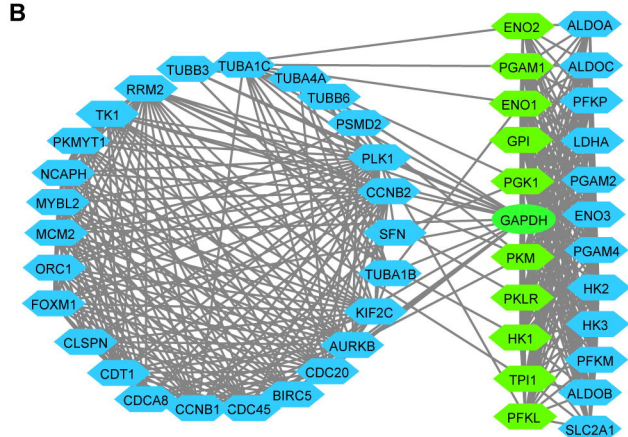 B
ENO2
ALDOA
TUBA1C
TUBB3
PGAM1
ALDOC
TUBA4A
RRM2
TUBB6
ENO1
PFKP
TK1
PSMD2
PKMYT1
GPI
LDHA
PLK1
NCAPH
PGK1
PGAM2
CCNB2
MYBL2
GAPDH
ENO3
MCM2
SFN
PKM
PGAM4
ORC1
TUBA1B
PKLR
HK2
FOXM1
KIF2C
HK1
HK3
CLSPN
AURKB
PFKM
CDT1
CDC20
TPI1
ALDOB
CDCA8
BIRC5
CCNB1
CDC45
PFKL
SLC2A1